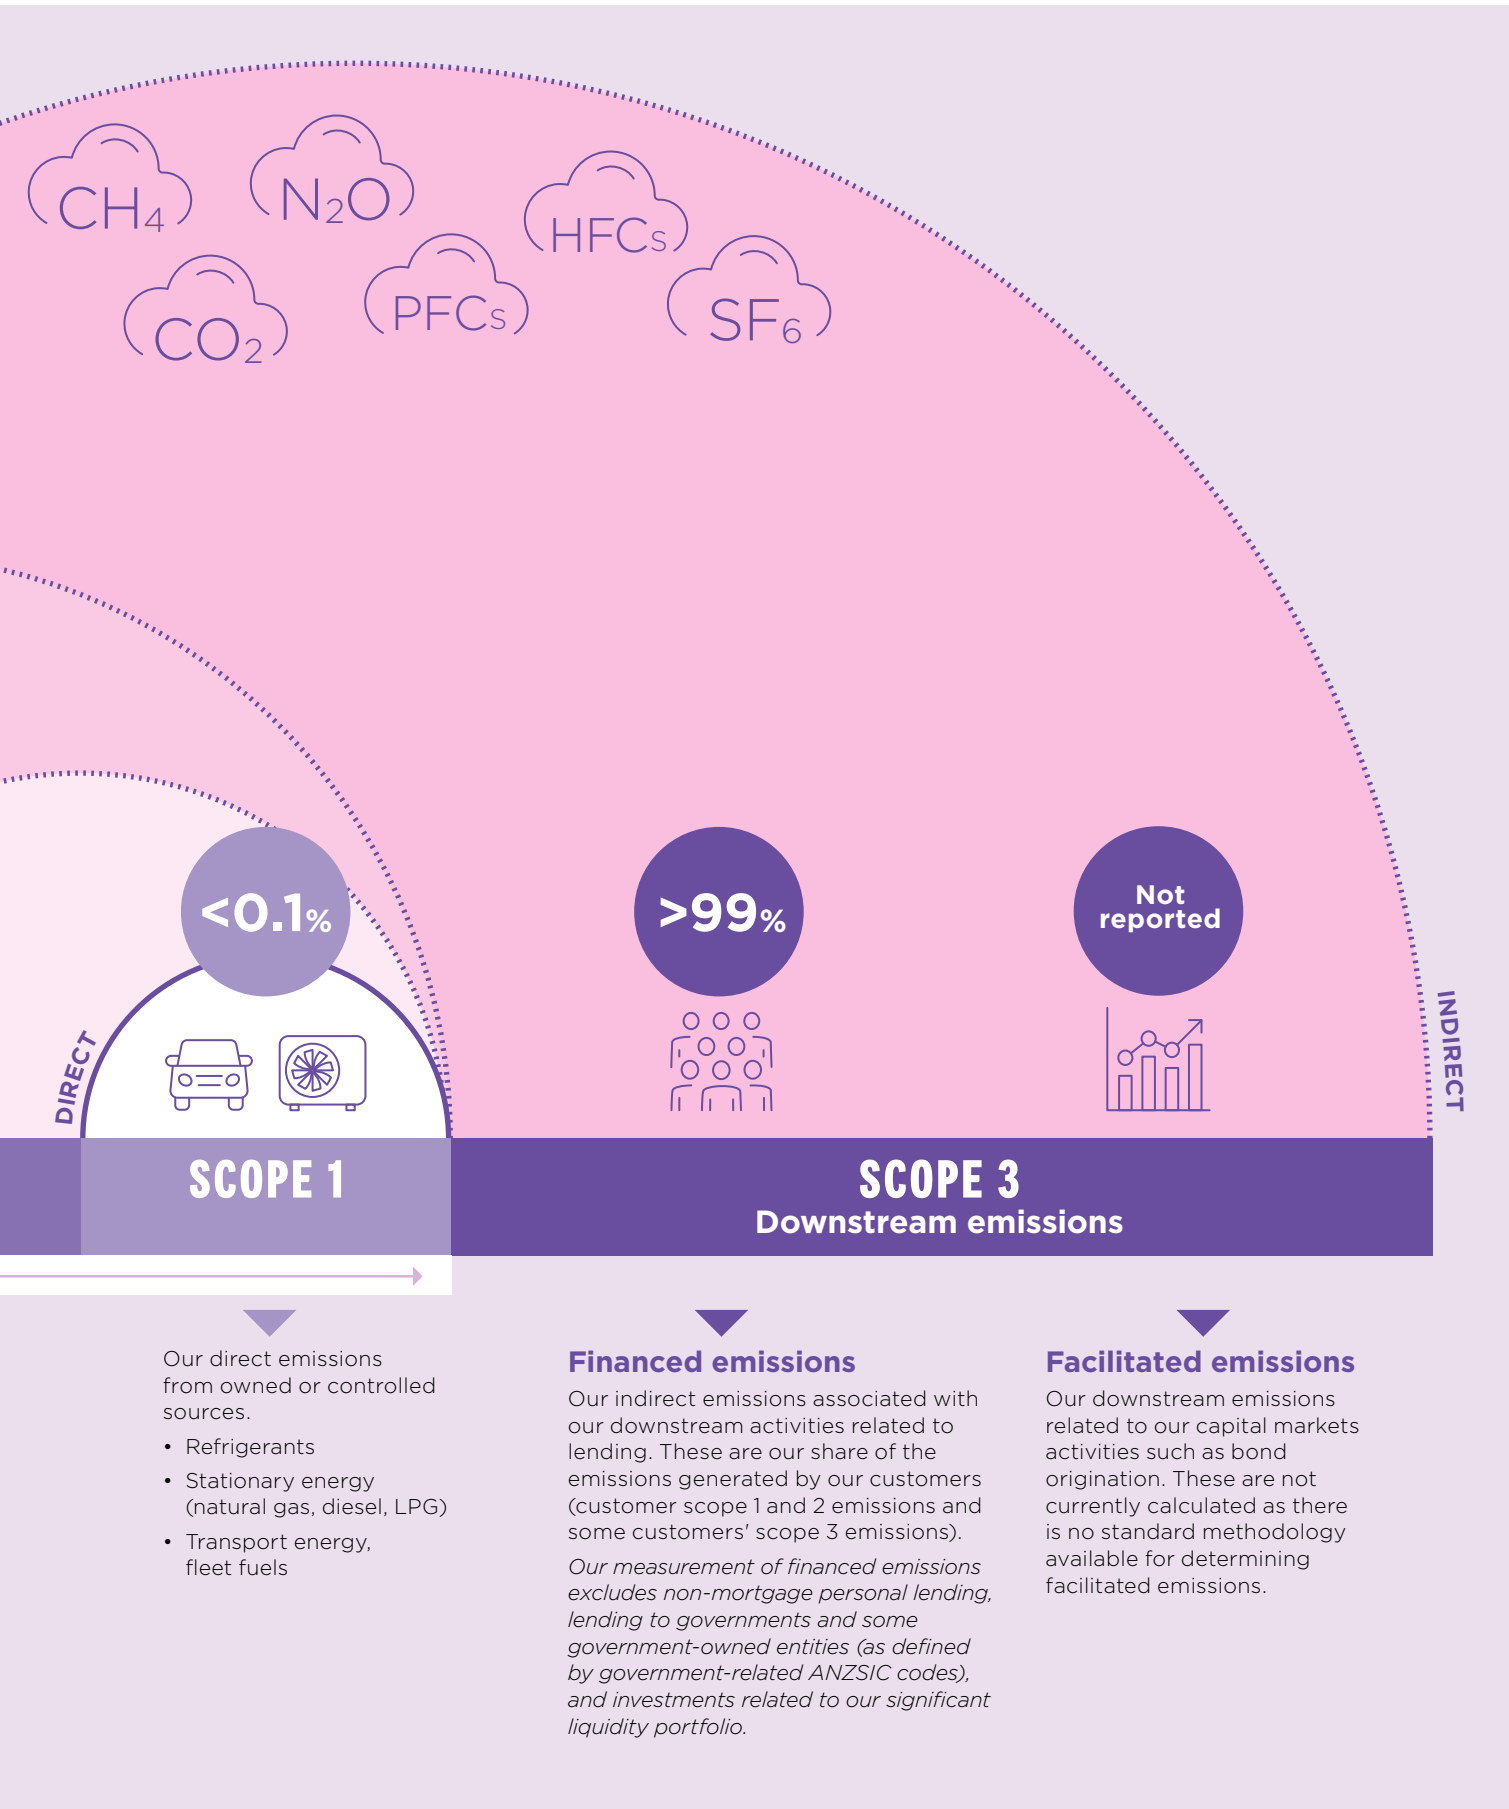 CH4
N2O
HFCs
CO2
PFCs
SF6
<0.1%
>99%
Not
reported
DIRECT
INDIRECT
SCOPE 1
SCOPE 3
Downstream emissions
Our direct emissions
from owned or controlled
sources.
• Refrigerants
• Stationary energy
(natural gas, diesel, LPG)
• Transport energy,
fleet fuels
Financed emissions
Our indirect emissions associated with
our downstream activities related to
lending. These are our share of the
emissions generated by our customers
(customer scope 1 and 2 emissions and
some customers' scope 3 emissions).
Our measurement of financed emissions
excludes non-mortgage personal lending,
lending to governments and some
government-owned entities (as defined
by government-related ANZSIC codes),
and investments related to our significant
liquidity portfolio.
Facilitated emissions
Our downstream emissions
related to our capital markets
activities such as bond
origination. These are not
currently calculated as there
is no standard methodology
available for determining
facilitated emissions.